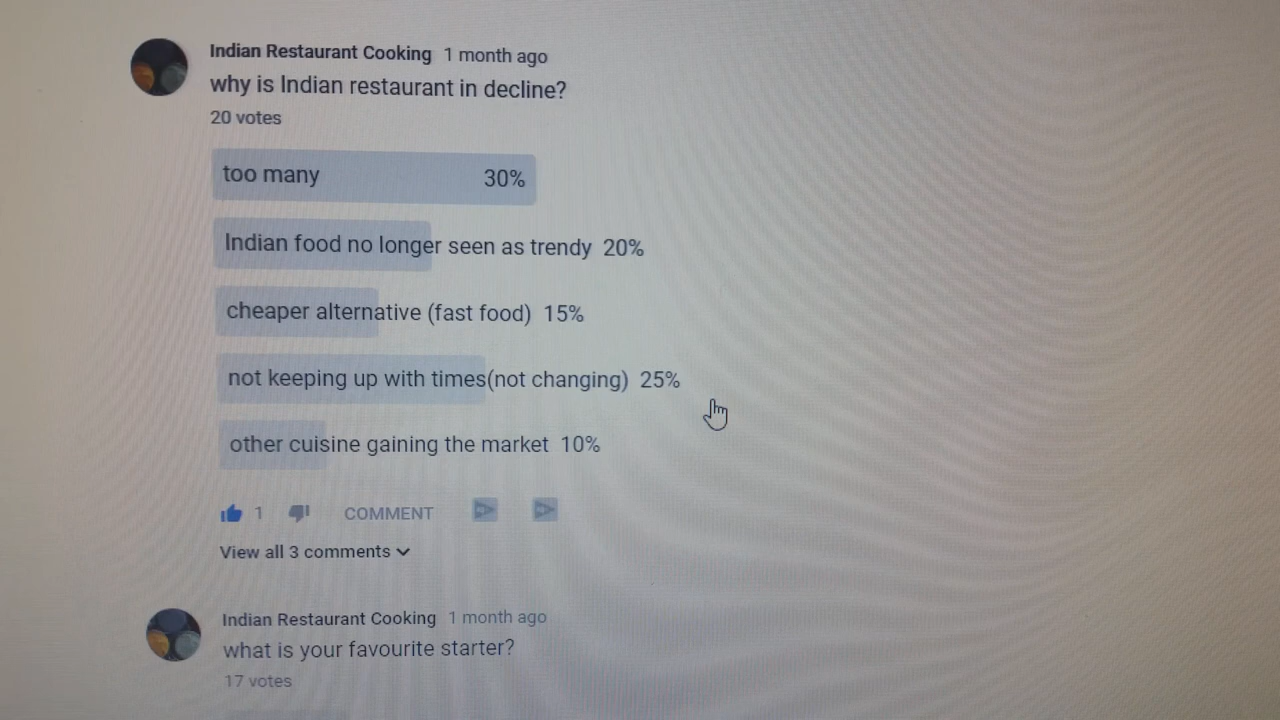 Indian Restaurant Cooking 1 month ago
why is Indian restaurant in decline?
20 votes
too many 30%
Indian food no longer seen as trendy 20%
cheaper alternative (fast food) 15%
not keeping up with times(not changing) 25%
other cuisine gaining the market 10%
1 COMMENT
View all 3 comments
Indian Restaurant Cooking 1 month ago
what is your favourite starter?
17 votes